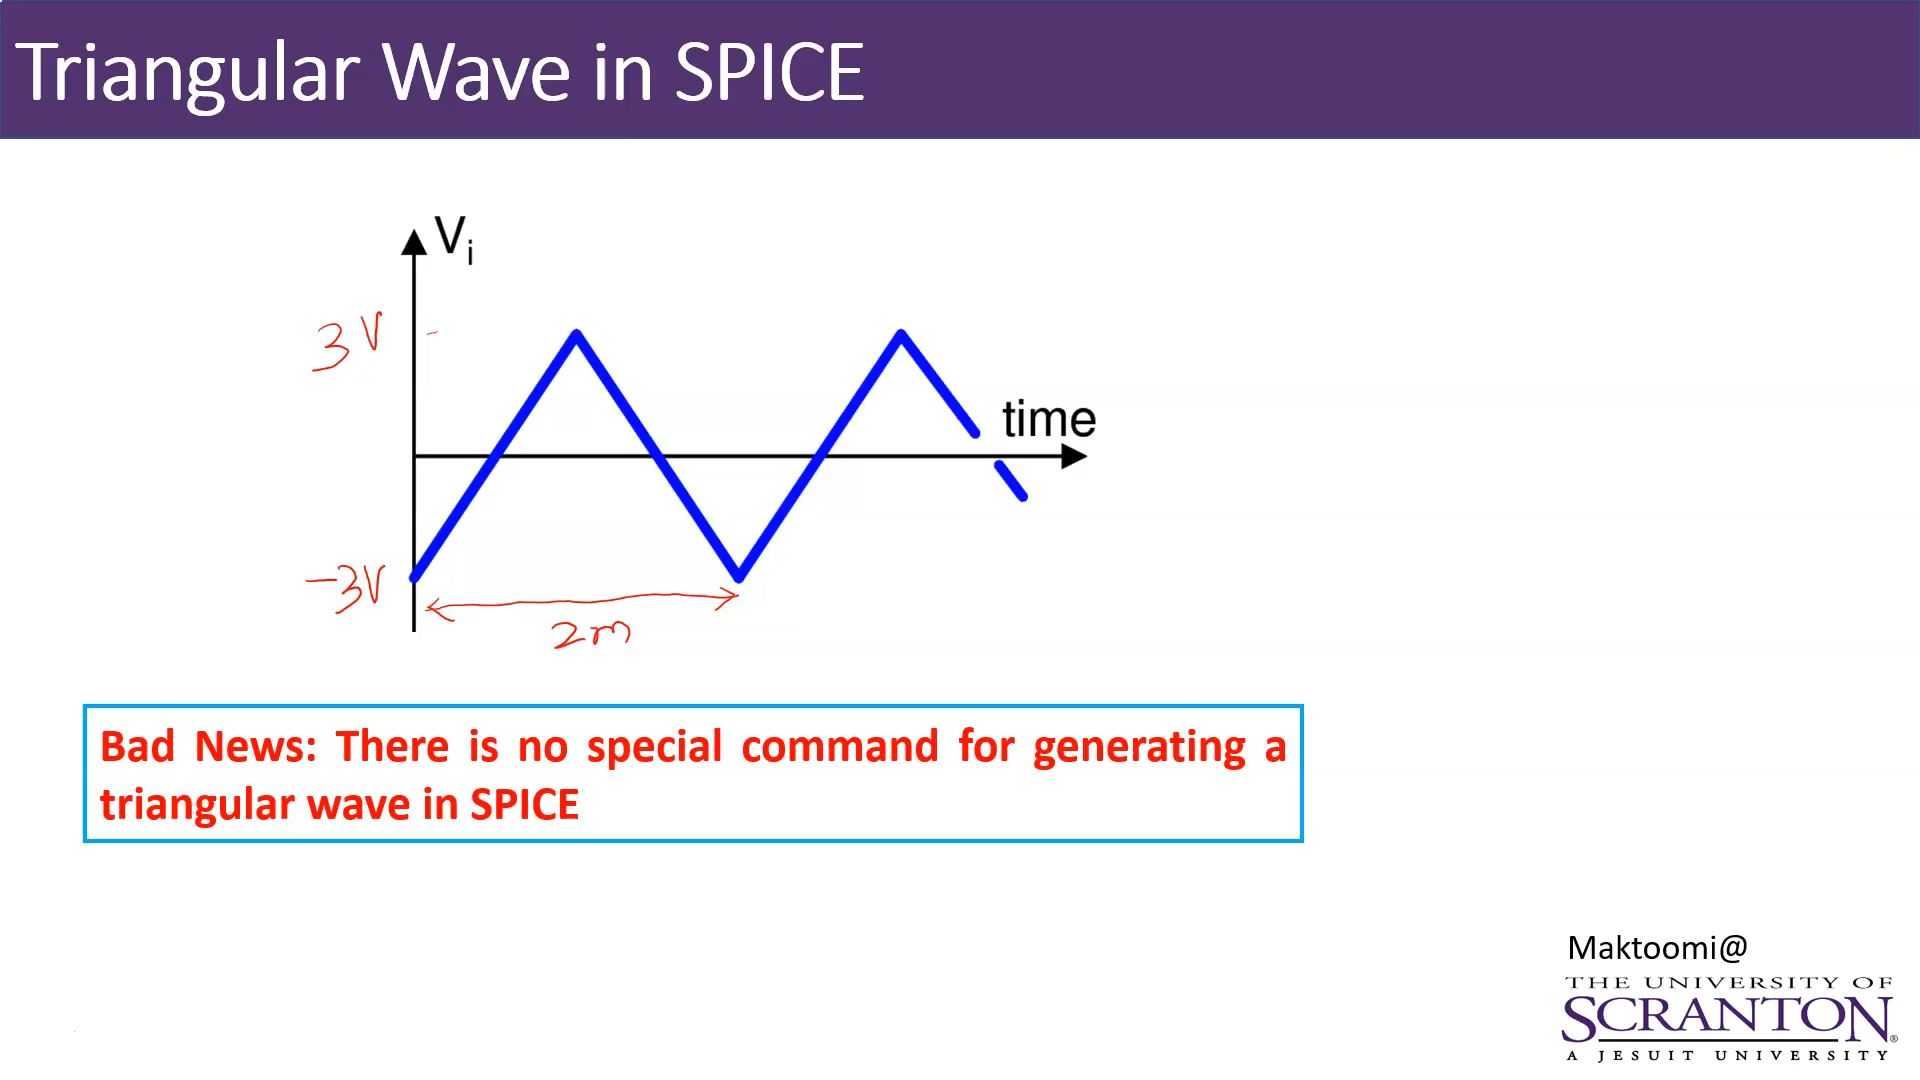 Triangular Wave in SPICE
Vi
3V
time
-3V
2m
Bad News: There is no special command for generating a
triangular wave in SPICE
Maktoomi@
THE UNIVERSITY OF
SCRANTON®
A JESUIT UNIVERSITY